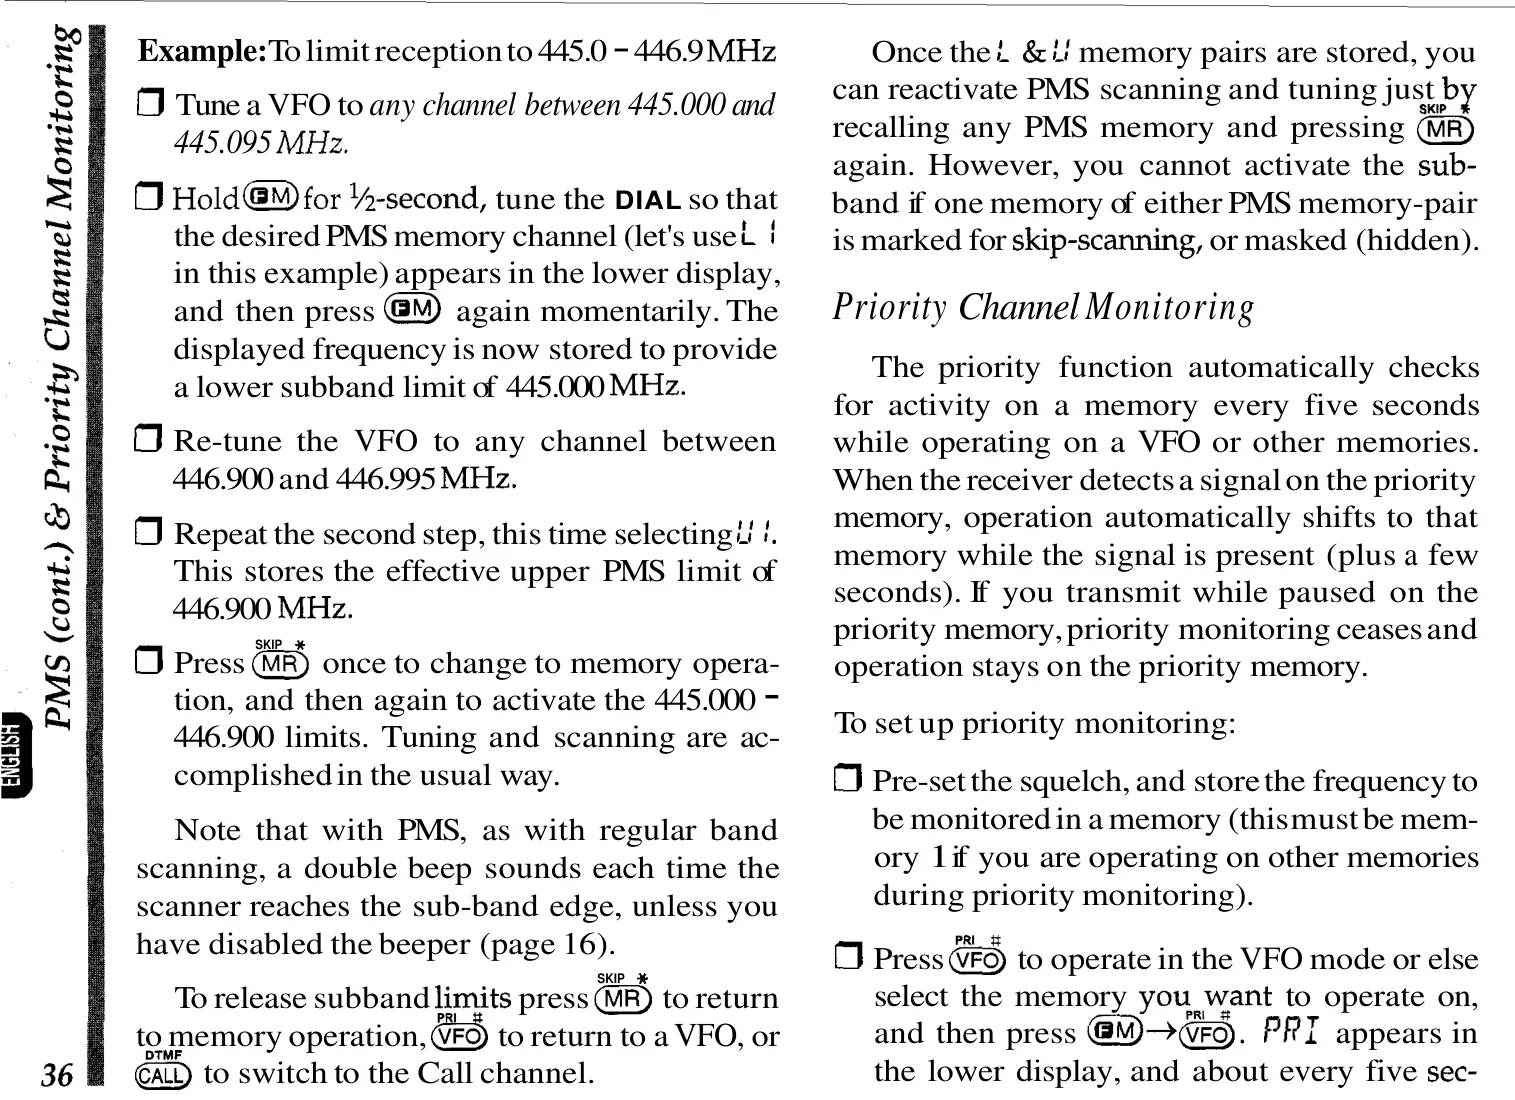 PMS (cont.) & Priority Channel Monitoring
ENGLISH
36
Example: To limit reception to 445.0 – 446.9 MHz
❒ Tune a VFO to any channel between 445.000 and
445.095 MHz.
❒ Hold FM for ½-second, tune the DIAL so that
the desired PMS memory channel (let's use L 1
in this example) appears in the lower display,
and then press FM again momentarily. The
displayed frequency is now stored to provide
a lower subband limit of 445.000 MHz.
❒ Re-tune the VFO to any channel between
446.900 and 446.995 MHz.
❒ Repeat the second step, this time selecting U 1.
This stores the effective upper PMS limit of
446.900 MHz.
SKIP *
❒ Press MR once to change to memory opera-
tion, and then again to activate the 445.000 –
446.900 limits. Tuning and scanning are ac-
complished in the usual way.
Note that with PMS, as with regular band
scanning, a double beep sounds each time the
scanner reaches the sub-band edge, unless you
have disabled the beeper (page 16).
SKIP *
To release subband limits press MR to return
PRI #
to memory operation, VFO to return to a VFO, or
DTMF
CALL to switch to the Call channel.
Once the L & U memory pairs are stored, you
can reactivate PMS scanning and tuning just by
SKIP *
recalling any PMS memory and pressing MR
again. However, you cannot activate the sub-
band if one memory of either PMS memory-pair
is marked for skip-scanning, or masked (hidden).
Priority Channel Monitoring
The priority function automatically checks
for activity on a memory every five seconds
while operating on a VFO or other memories.
When the receiver detects a signal on the priority
memory, operation automatically shifts to that
memory while the signal is present (plus a few
seconds). If you transmit while paused on the
priority memory, priority monitoring ceases and
operation stays on the priority memory.
To set up priority monitoring:
❒ Pre-set the squelch, and store the frequency to
be monitored in a memory (this must be mem-
ory 1 if you are operating on other memories
during priority monitoring).
PRI #
❒ Press VFO to operate in the VFO mode or else
select the memory you want to operate on,
PRI #
and then press FM→VFO. PRI appears in
the lower display, and about every five sec-